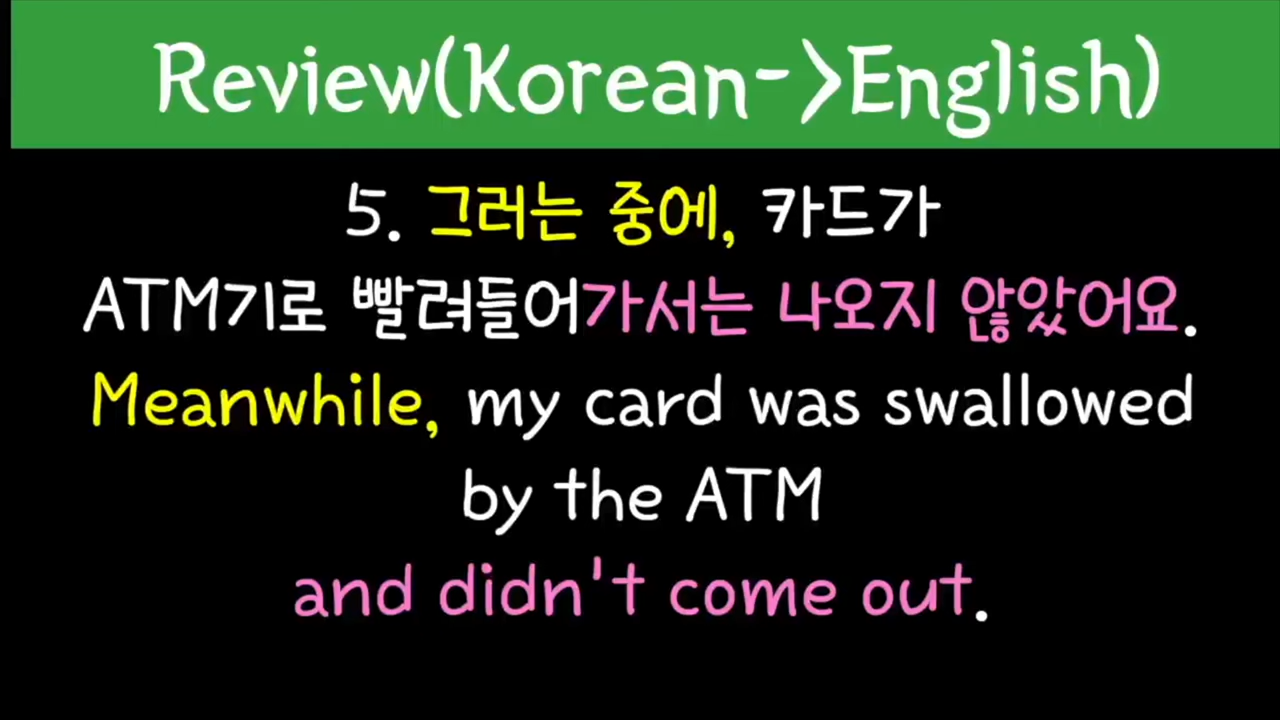 Review(Korean->English)
5. 그러는 중에, 카드가
ATM기로 빨려들어가서는 나오지 않았어요.
Meanwhile, my card was swallowed
by the ATM
and didn't come out.